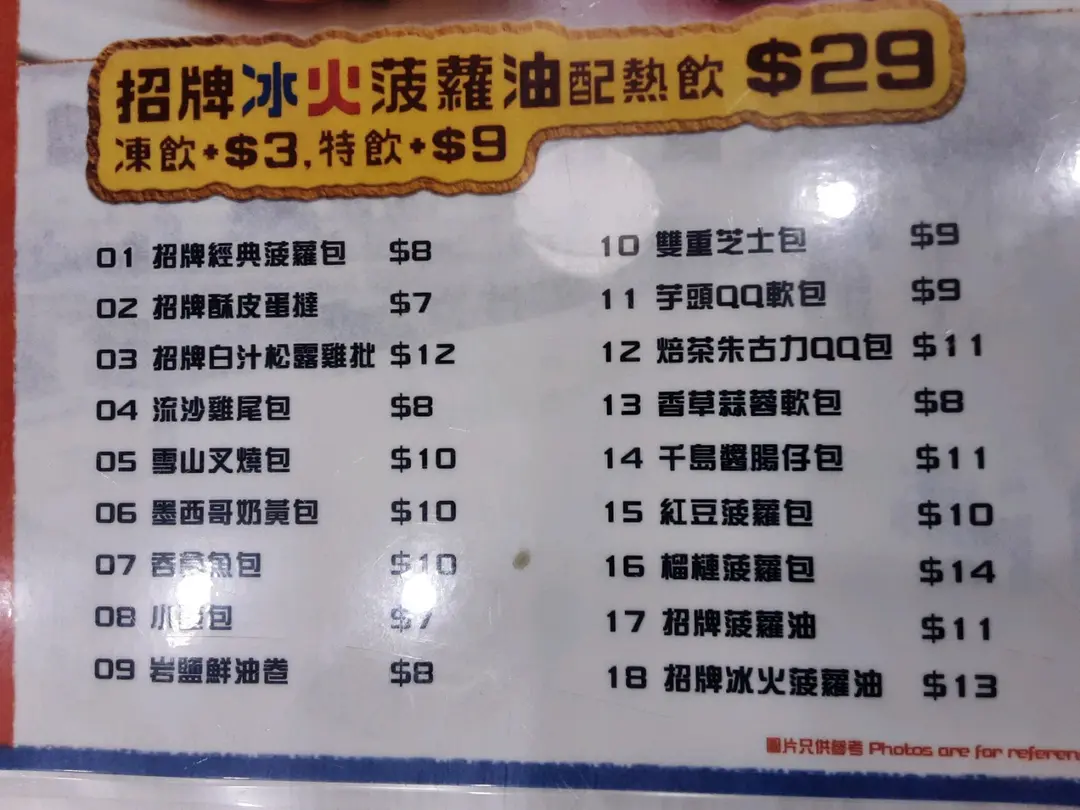 招牌冰火菠蘿油配熱飲 $29
凍飲+$3, 特飲+$9
01 招牌經典菠蘿包 $8
02 招牌酥皮蛋撻 $7
03 招牌白汁松露雞批 $12
04 流沙雞尾包 $8
05 雪山叉燒包 $10
06 墨西哥奶黃包 $10
07 吞拿魚包 $10
08 小包 $7
09 岩鹽鮮油卷 $8
10 雙重芝士包 $9
11 芋頭QQ軟包 $9
12 焙茶朱古力QQ包 $11
13 香草蒜蓉軟包 $8
14 千島醬腸仔包 $11
15 紅豆菠蘿包 $10
16 榴槤菠蘿包 $14
17 招牌菠蘿油 $11
18 招牌冰火菠蘿油 $13
圖片只供參考 Photos are for referen